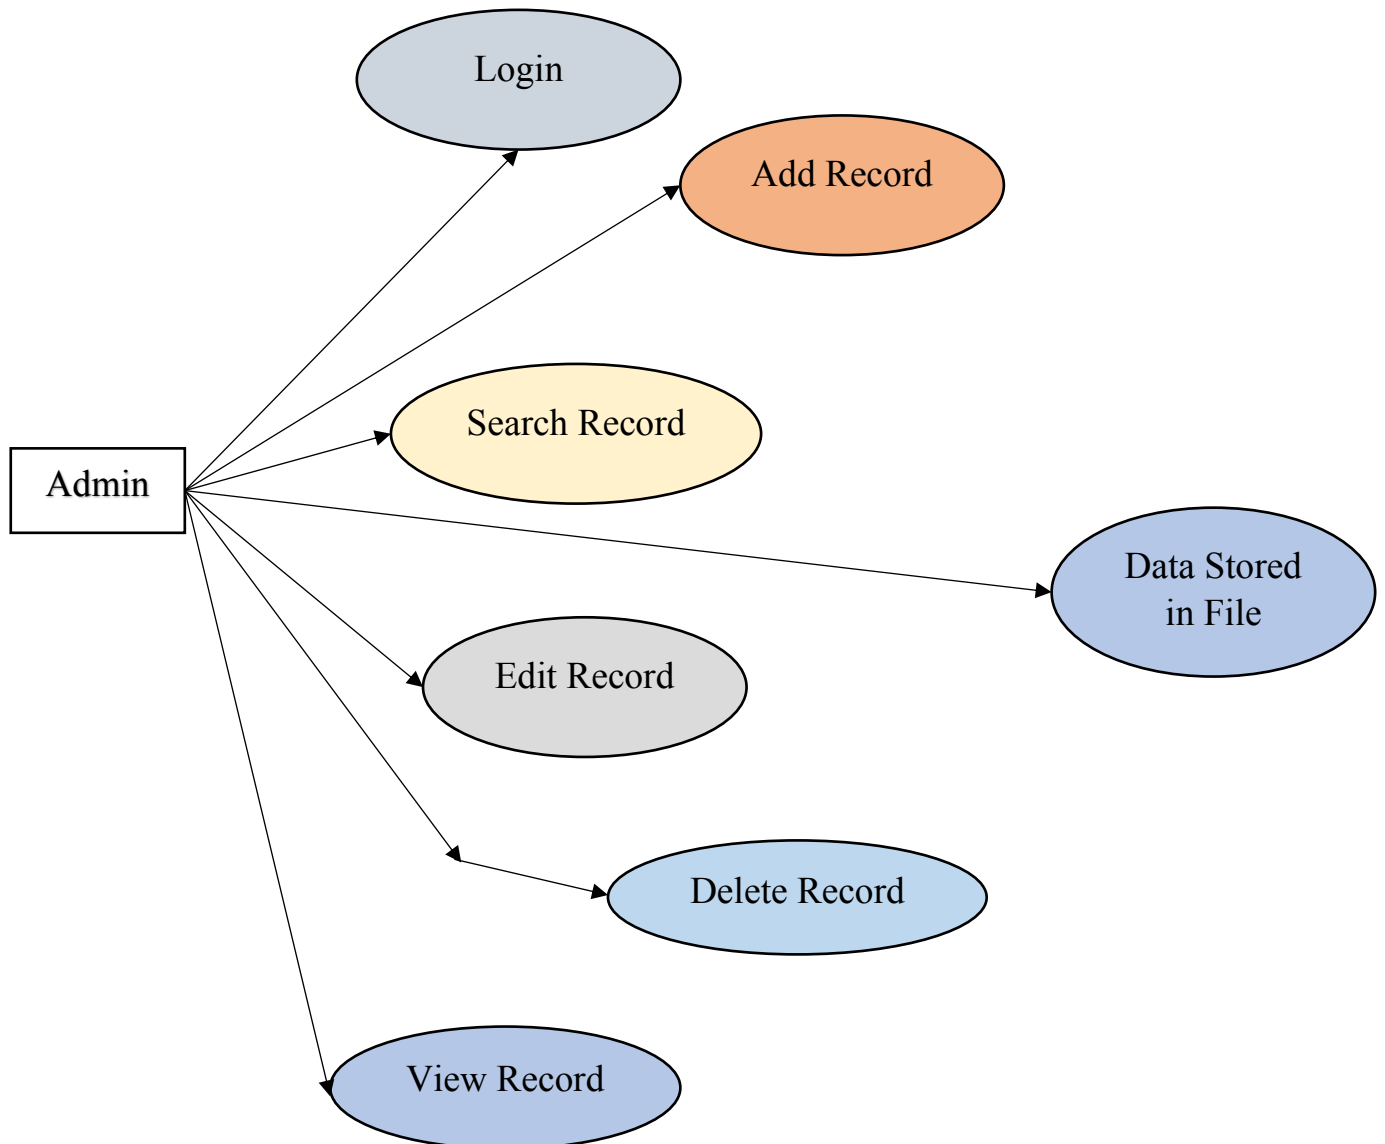 Login
Add Record
Search Record
Admin
Data Stored
in File
Edit Record
Delete Record
View Record